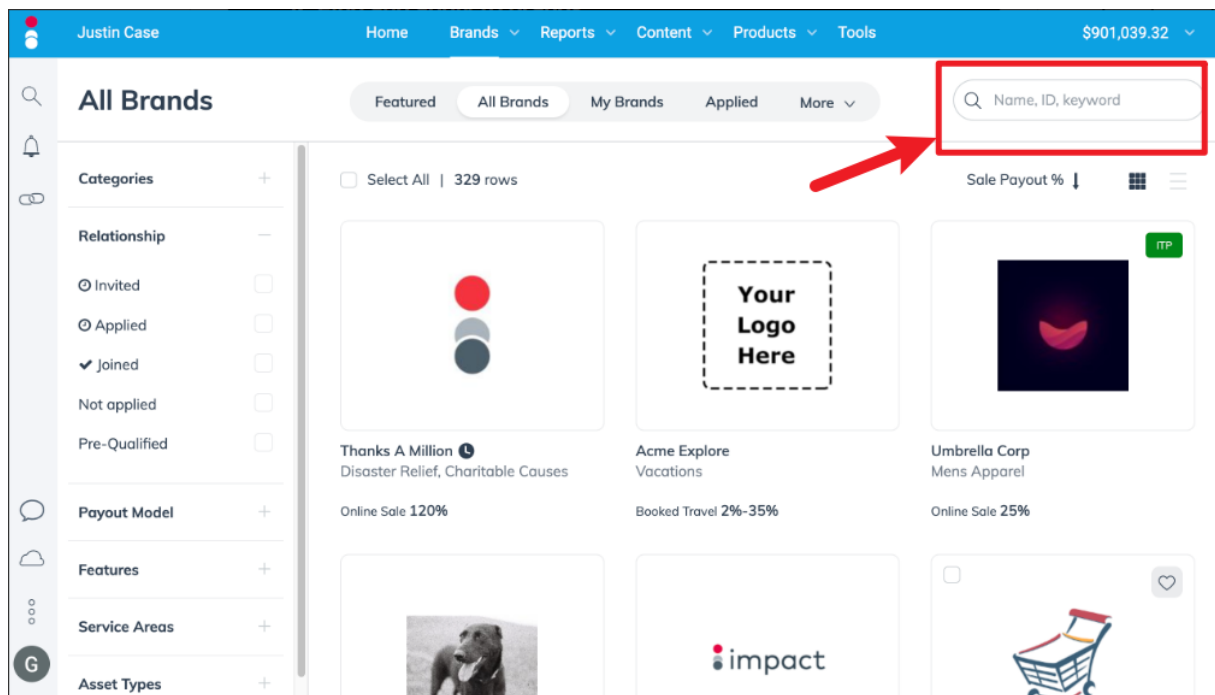 Justin Case
Home Brands Reports Content Products Tools
$901,039.32
All Brands
Featured All Brands My Brands Applied More
Name, ID, keyword
Categories
Relationship
Invited
Applied
Joined
Not applied
Pre-Qualified
Payout Model
Features
Service Areas
Asset Types
G
Select All | 329 rows
Sale Payout %
Your
Logo
Here
ITP
Thanks A Million
Disaster Relief, Charitable Causes
Online Sale 120%
Acme Explore
Vacations
Booked Travel 2%-35%
Umbrella Corp
Mens Apparel
Online Sale 25%
impact